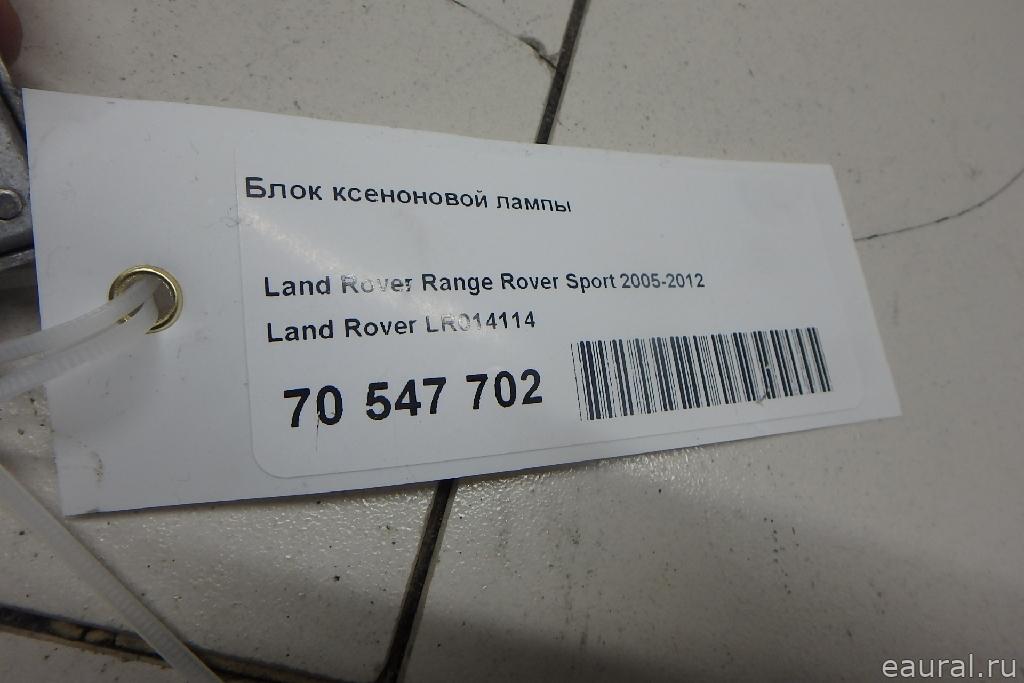 Блок ксеноновой лампы
Land Rover Range Rover Sport 2005-2012
Land Rover LR014114
70 547 702
eaural.ru